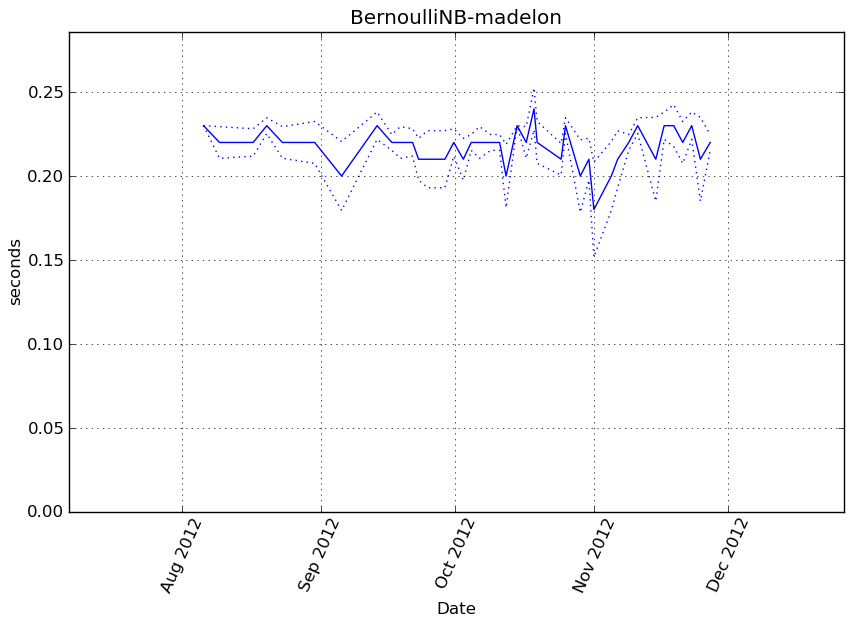 BernoulliNB-madelon
0.25
0.20
0.15
0.10
0.05
0.00
seconds
Aug 2012
Sep 2012
Oct 2012
Nov 2012
Dec 2012
Date